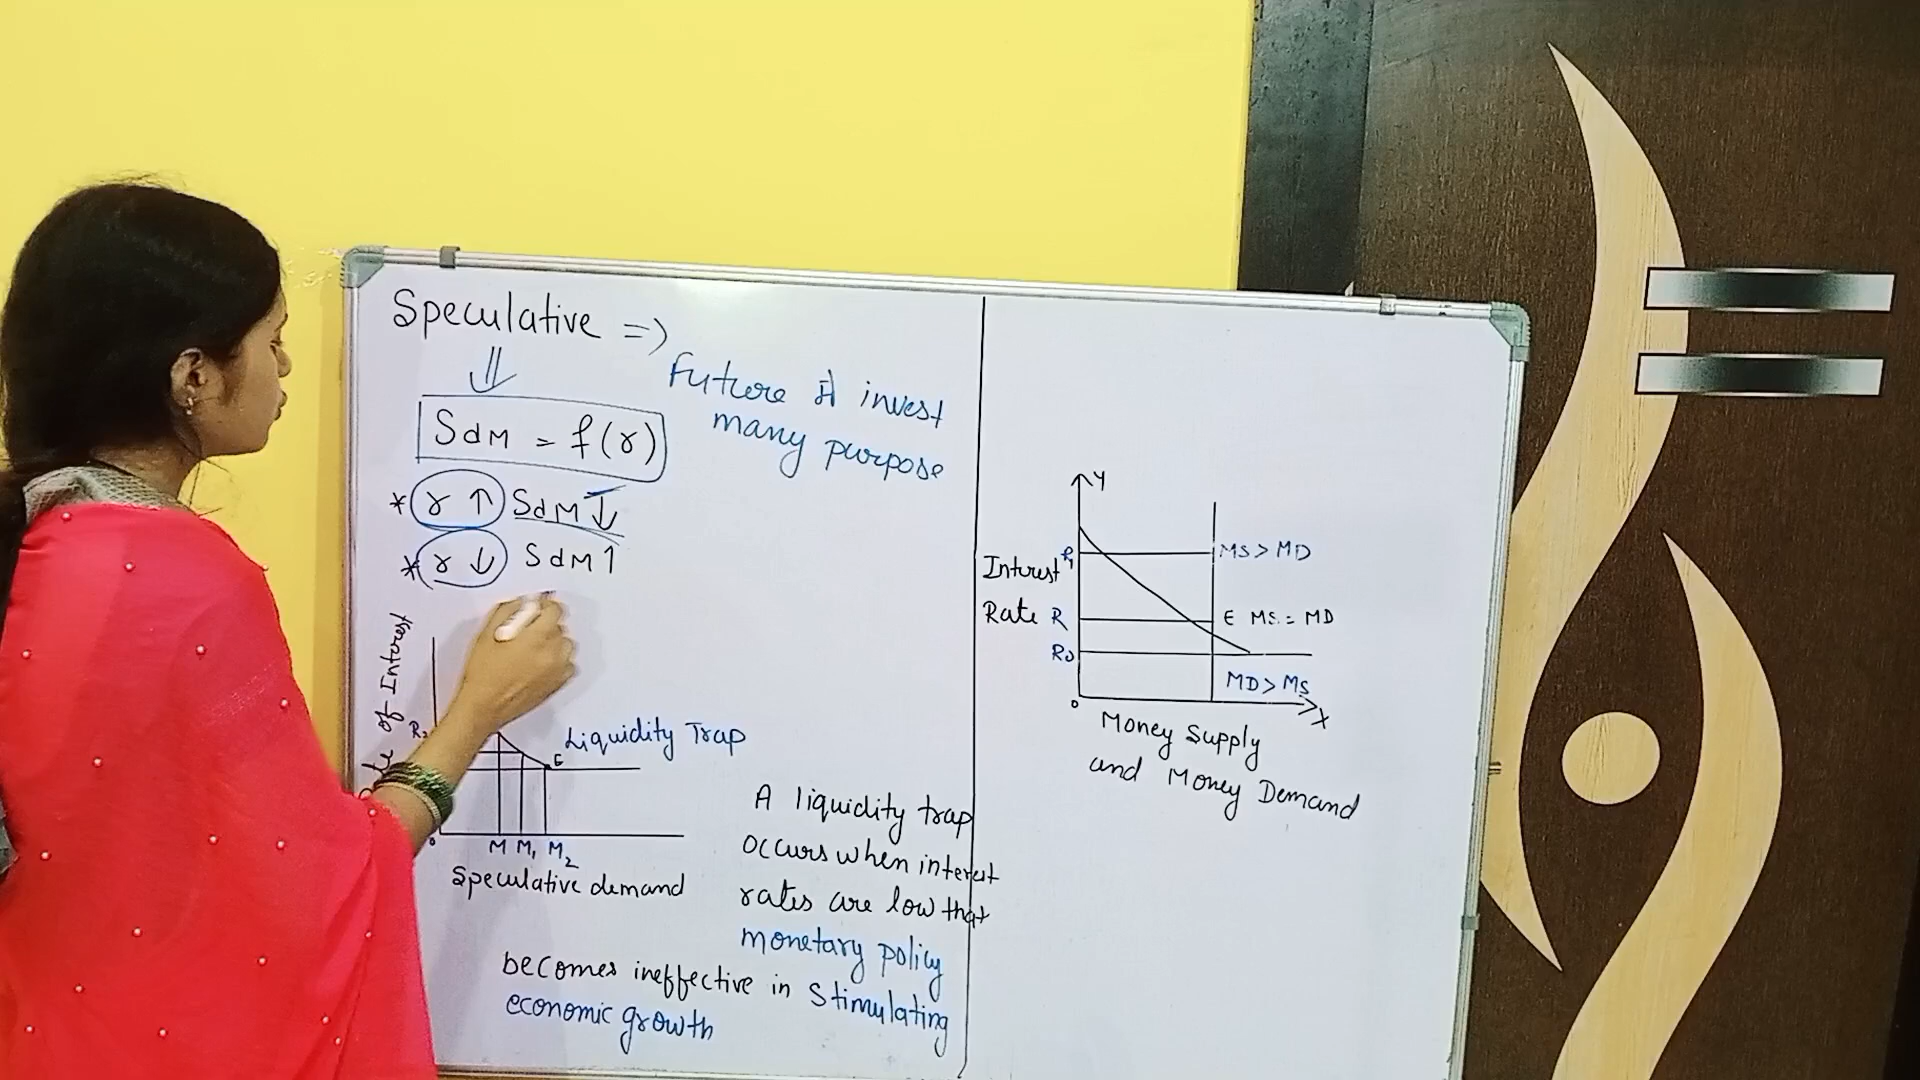 Speculative =>
Future में invest
many purpose
SdM = f(r)
* r ↑ SdM ↓
* r ↓ SdM ↑
of Interest
R₂
Liquidity Trap
E
M M₁ M₂
Speculative demand
A liquidity trap
occurs when interest
rates are low that
monetary policy
becomes ineffective in stimulating
economic growth
Y
Interest
Rate
R₁ MS > MD
R E MS = MD
R₀
MD > MS
o X
Money Supply
and Money Demand